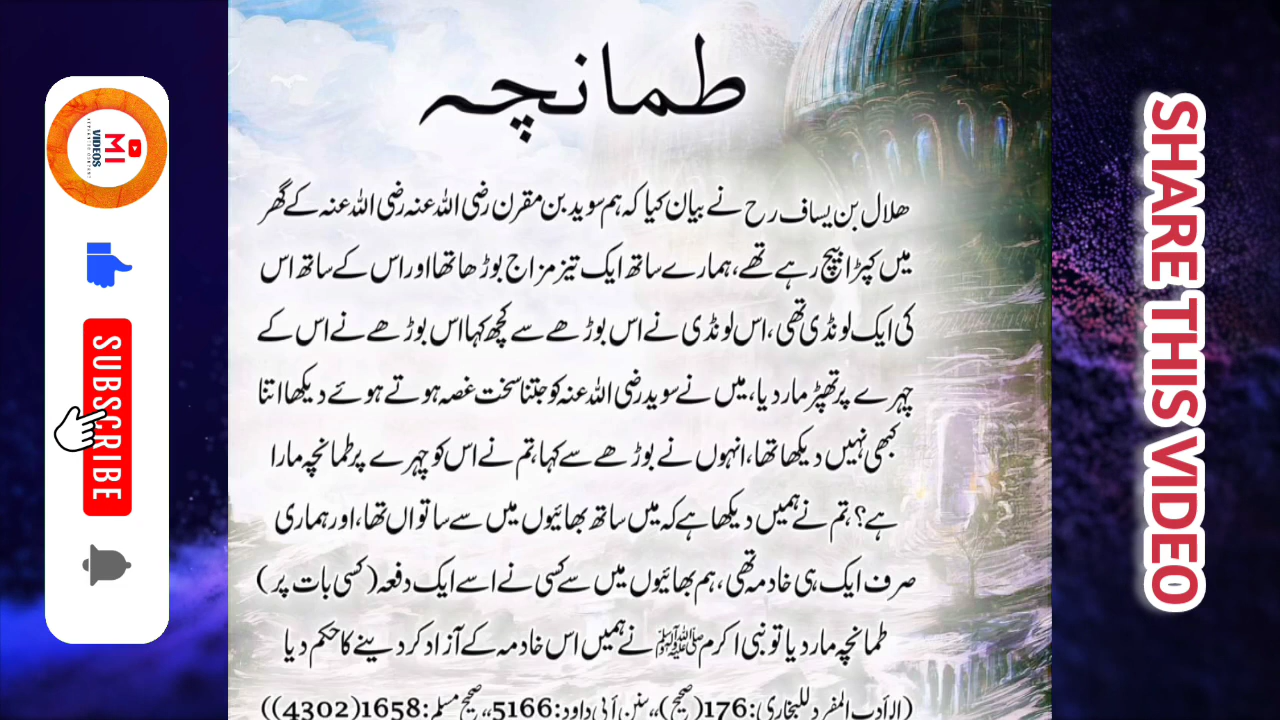 طمانچہ
ھلال بن یساف رح نے بیان کیا کہ ہم سوید بن مقرن رضی اللہ عنہ رضی اللہ عنہ کے گھر
میں کپڑا بیچ رہے تھے، ہمارے ساتھ ایک تیز مزاج بوڑھا تھا اور اس کے ساتھ اس
کی ایک لونڈی تھی، اس لونڈی نے اس بوڑھے سے کچھ کہا اس بوڑھے نے اس کے
چہرے پر تھپڑ مار دیا، میں نے سوید رضی اللہ عنہ کو جتنا سخت غصہ ہوتے ہوئے دیکھا اتنا
کبھی نہیں دیکھا تھا، انہوں نے بوڑھے سے کہا، تم نے اس کو چہرے پر طمانچہ مارا
ہے؟، تم نے ہمیں دیکھا ہے کہ میں ساتھ بھائیوں میں سے ساتواں تھا، اور ہماری
صرف ایک ہی خادمہ تھی، ہم بھائیوں میں سے کسی نے اسے ایک دفعہ (کسی بات پر)
طمانچہ مار دیا تو نبی اکرم ﷺ نے ہمیں اس خادمہ کے آزاد کر دینے کا حکم دیا
(الأدب المفرد للبخاری: 176(صحیح)،، سنن أبی داود: 5166،، صحیح مسلم: 1658(4302))
MI
VIDEOS
SUBSCRIBE
SHARE THIS VIDEO